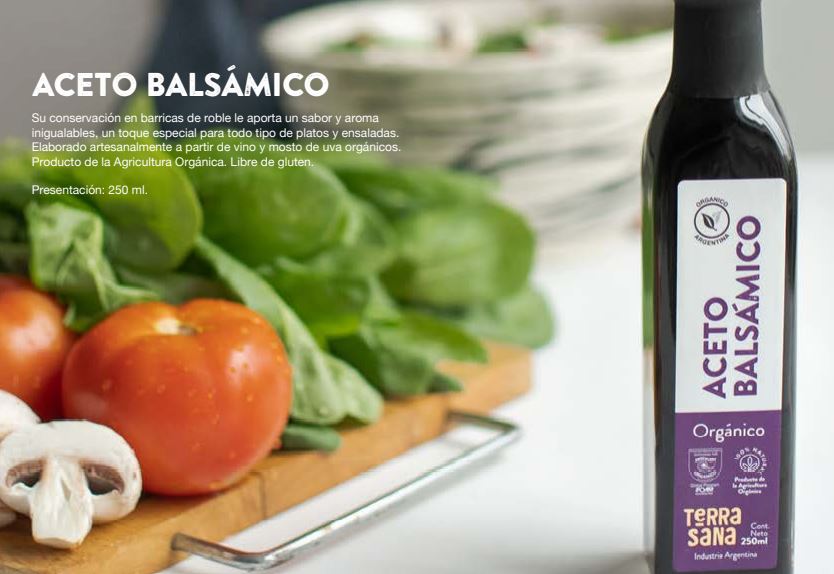 ACETO BALSÁMICO
Su conservación en barricas de roble le aporta un sabor y aroma
inigualables, un toque especial para todo tipo de platos y ensaladas.
Elaborado artesanalmente a partir de vino y mosto de uva orgánicos.
Producto de la Agricultura Orgánica. Libre de gluten.
Presentación: 250 ml.
ORGÁNICO
ARGENTINA
ACETO
BALSÁMICO
Orgánico
100% NATURAL
Producto de
la Agricultura
Orgánica
TERRA
SANA
Cont.
Neto
250ml
Industria Argentina